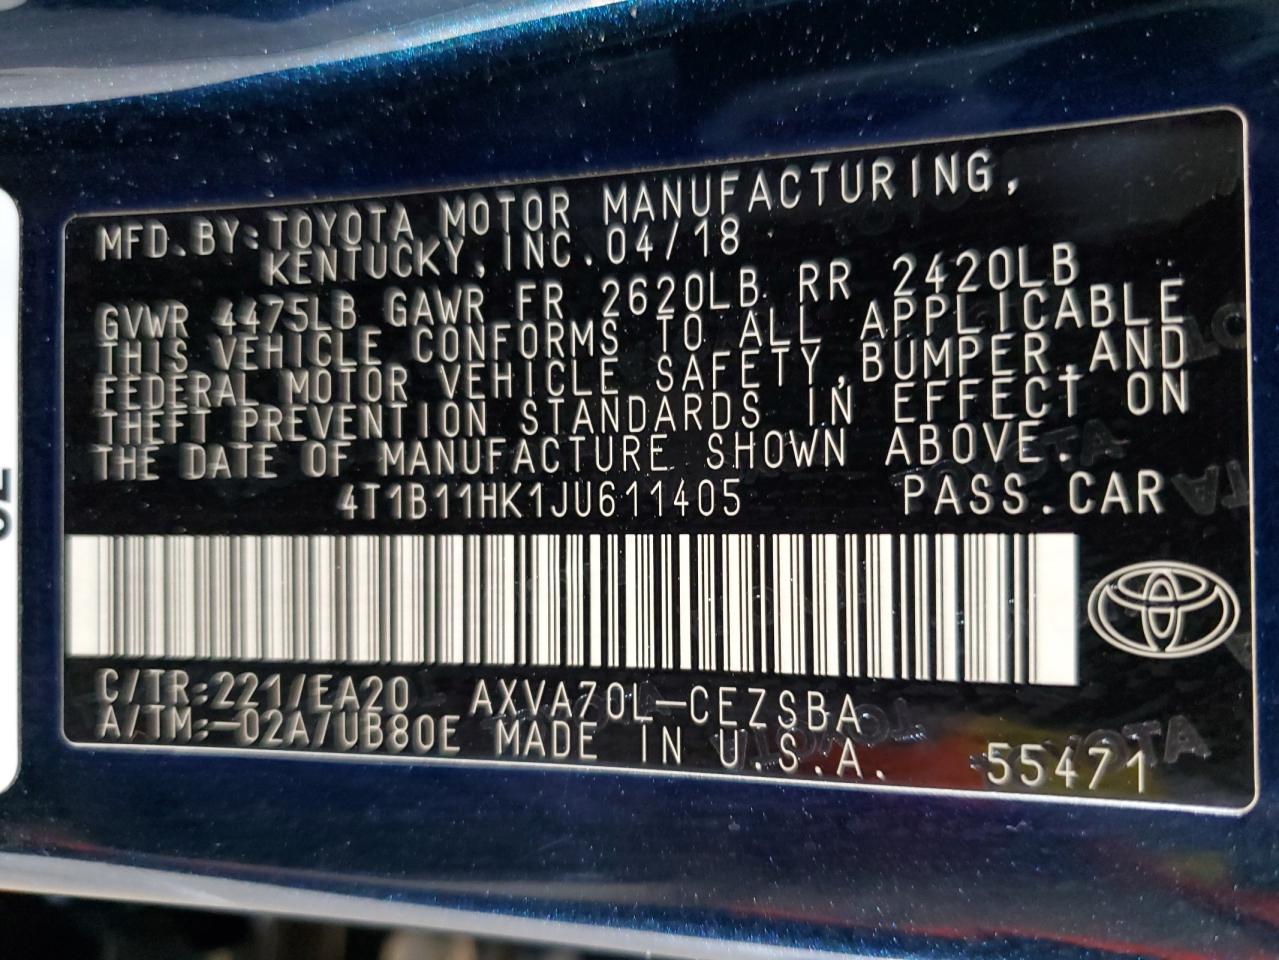 MFD.BY:TOYOTA MOTOR MANUFACTURING,
KENTUCKY,INC.04/18
GVWR 4475LB GAWR FR 2620LB RR 2420LB
THIS VEHICLE CONFORMS TO ALL APPLICABLE
FEDERAL MOTOR VEHICLE SAFETY,BUMPER,AND
THEFT PREVENTION STANDARDS IN EFFECT ON
THE DATE OF MANUFACTURE SHOWN ABOVE.
4T1B11HK1JU611405 PASS.CAR
C/TR:221/EA20 AXVA70L-CEZSBA
A/TM:-02A/UB80E MADE IN U.S.A. 55471